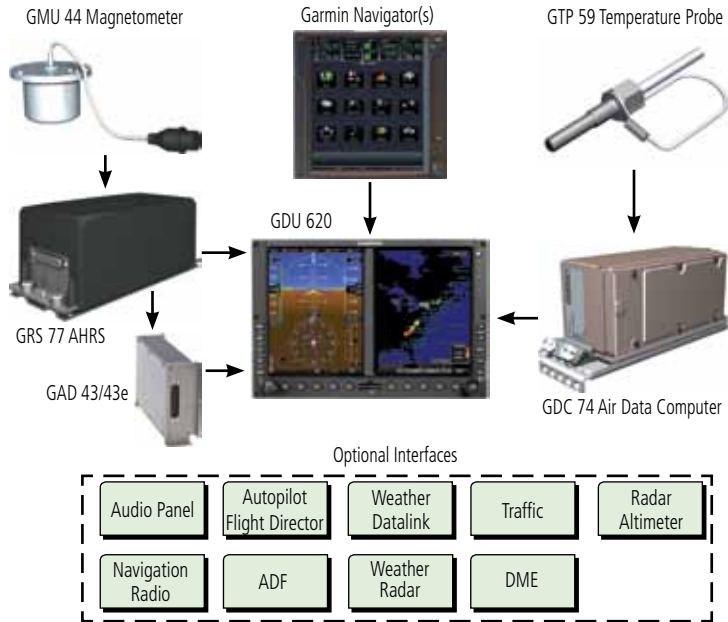 GMU 44 Magnetometer
Garmin Navigator(s)
GTP 59 Temperature Probe
GDU 620
GRS 77 AHRS
GAD 43/43e
GDC 74 Air Data Computer
Optional Interfaces
Audio Panel
Autopilot
Flight Director
Weather
Datalink
Traffic
Radar
Altimeter
Navigation
Radio
ADF
Weather
Radar
DME